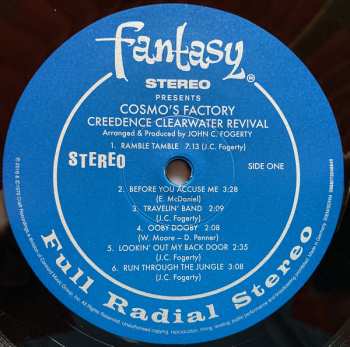 fantasy ®
STEREO
PRESENTS
COSMO'S FACTORY
CREEDENCE CLEARWATER REVIVAL
Arranged & Produced by JOHN C. FOGERTY
1. RAMBLE TAMBLE 7:13 (J.C. Fogerty)
STEREO
SIDE ONE
2. BEFORE YOU ACCUSE ME 3:28
(E. McDaniel)
3. TRAVELIN' BAND 2:09
(J.C. Fogerty)
4. OOBY DOOBY 2:09
(W. Moore – D. Penner)
5. LOOKIN' OUT MY BACK DOOR 2:35
(J.C. Fogerty)
6. RUN THROUGH THE JUNGLE 3:08
(J.C. Fogerty)
Full Radial Stereo